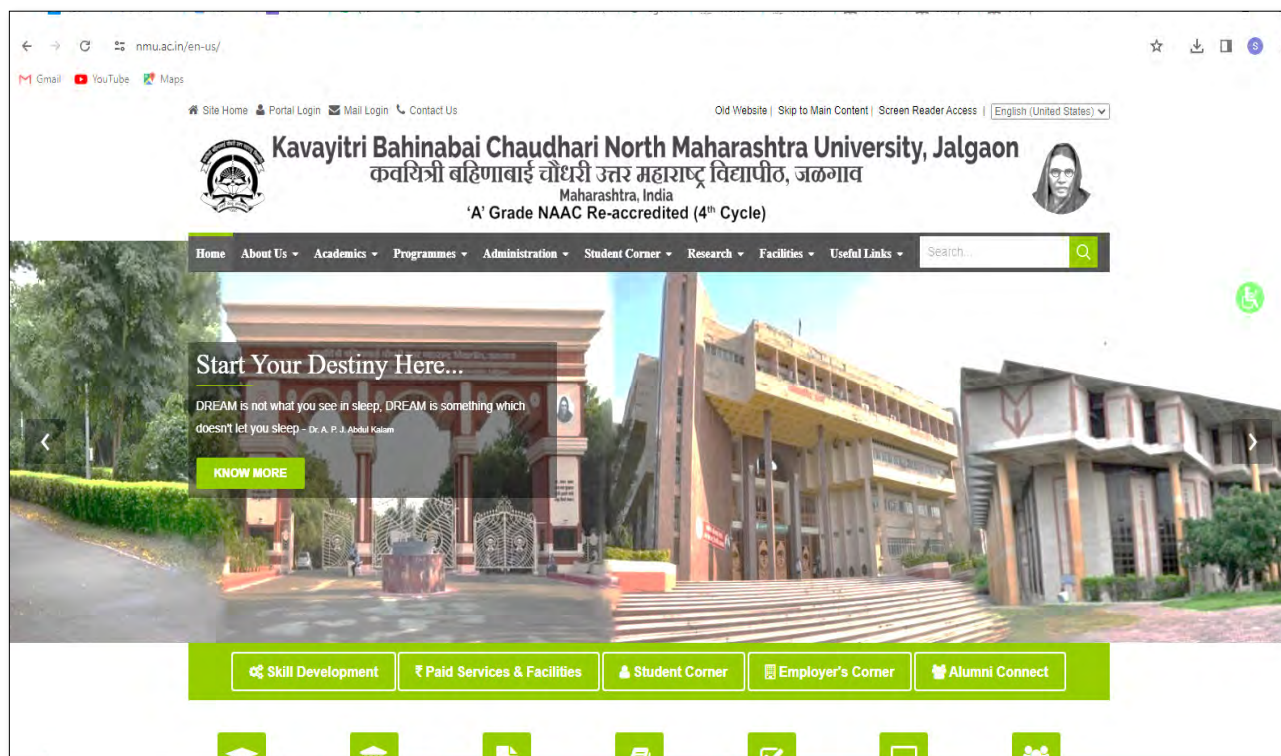 nmu.ac.in/en-us/
S
Gmail YouTube Maps
Site Home Portal Login Mail Login Contact Us Old Website | Skip to Main Content | Screen Reader Access | English (United States)
Kavayitri Bahinabai Chaudhari North Maharashtra University, Jalgaon
कवयित्री बहिणाबाई चौधरी उत्तर महाराष्ट्र विद्यापीठ, जळगाव
Maharashtra, India
‘A’ Grade NAAC Re-accredited (4th Cycle)
Home About Us Academics Programmes Administration Student Corner Research Facilities Useful Links Search...
Start Your Destiny Here...
DREAM is not what you see in sleep, DREAM is something which
doesn't let you sleep - Dr. A. P. J. Abdul Kalam
KNOW MORE
Skill Development ₹ Paid Services & Facilities Student Corner Employer's Corner Alumni Connect